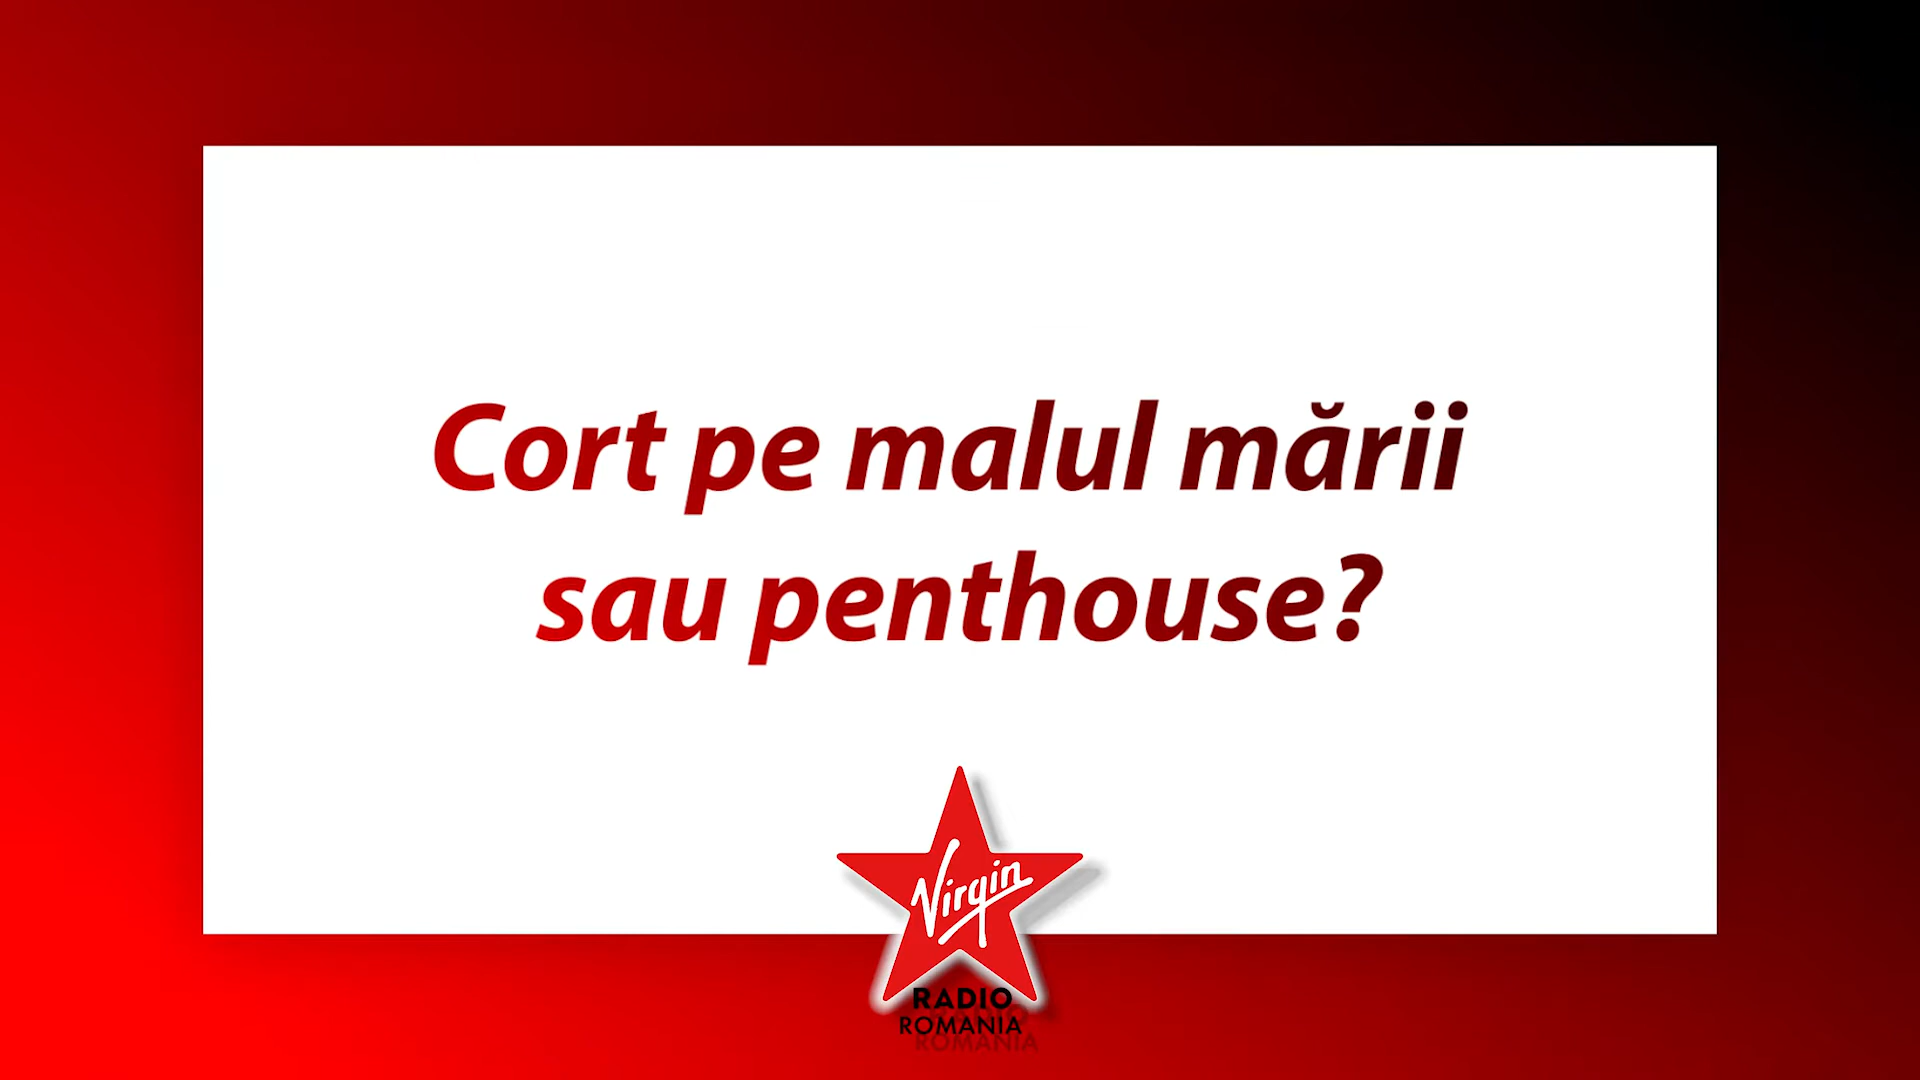 Cort pe malul mării
sau penthouse?
Virgin
RADIO
ROMANIA